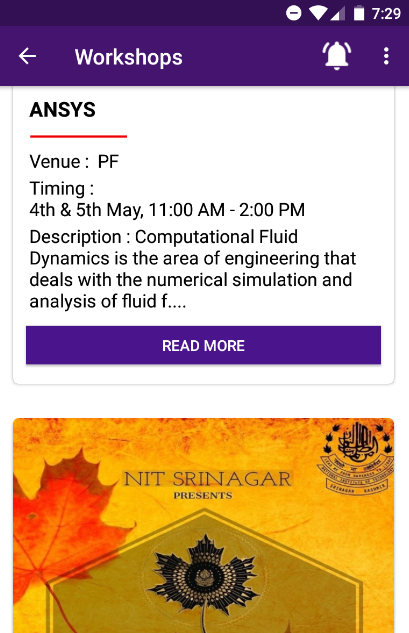 7:29
Workshops
ANSYS
Venue :  PF
Timing :
4th & 5th May, 11:00 AM - 2:00 PM
Description : Computational Fluid
Dynamics is the area of engineering that
deals with the numerical simulation and
analysis of fluid f....
READ MORE
NIT SRINAGAR
PRESENTS
SRINAGAR KASHMIR